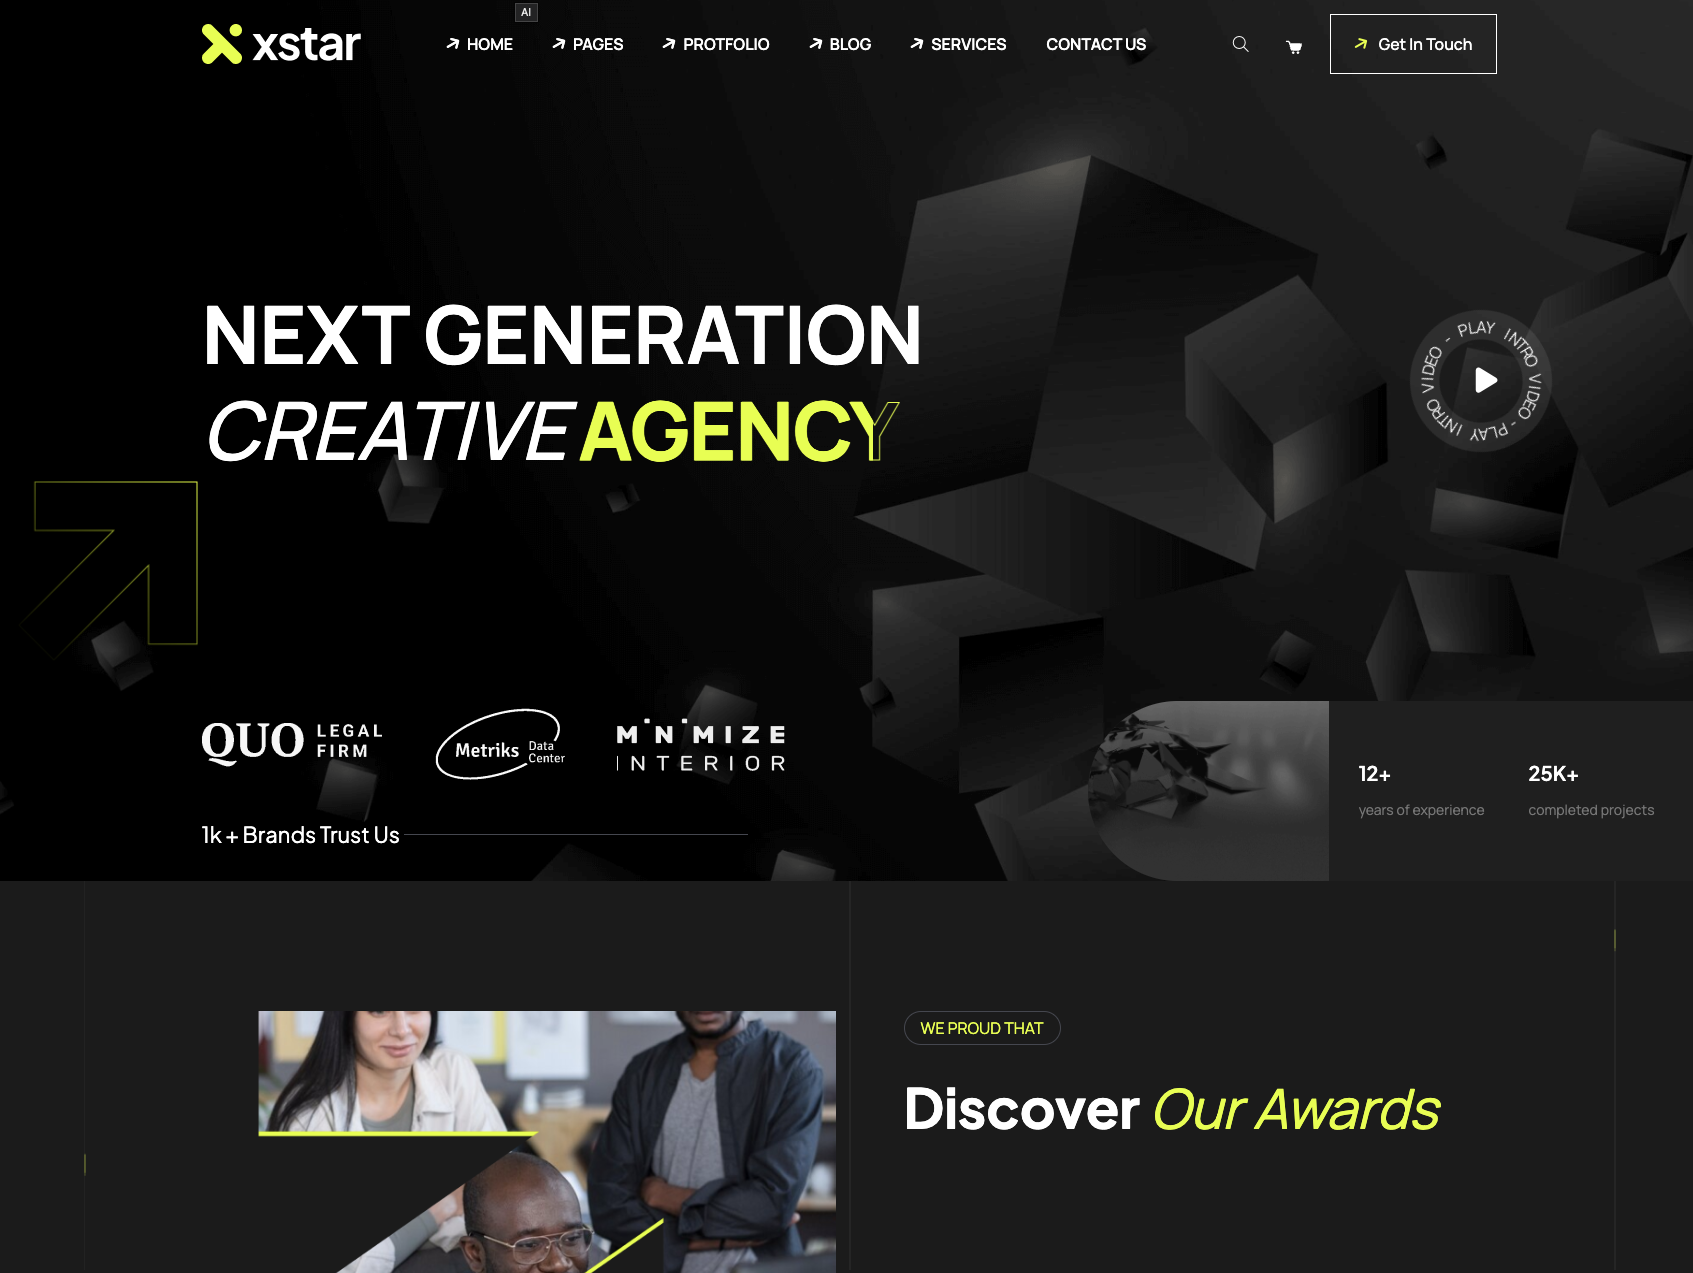 AI
xstar
HOME
PAGES
PROTFOLIO
BLOG
SERVICES
CONTACT US
Get In Touch
NEXT GENERATION
CREATIVE AGENCY
PLAY INTRO VIDEO - PLAY INTRO VIDEO -
QUO LEGAL
FIRM
Metriks Data
Center
MINIMIZE
INTERIOR
12+
years of experience
25K+
completed projects
1k + Brands Trust Us
WE PROUD THAT
Discover Our Awards